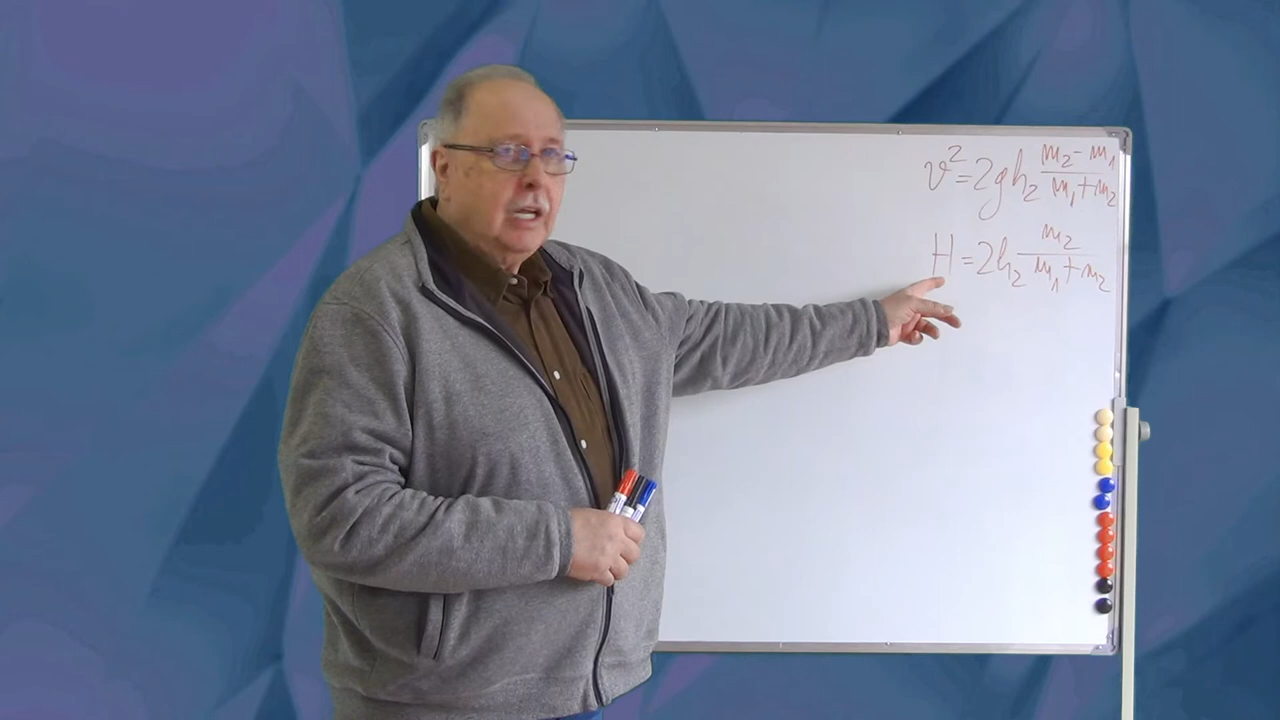 v² = 2gh₂ (m₂ - m₁)/(m₁ + m₂)
H = 2h₂ m₂/(m₁ + m₂)